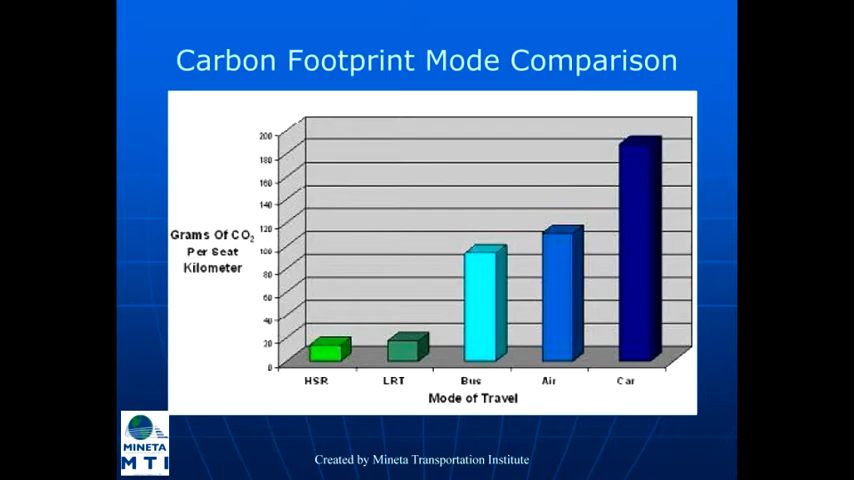 Carbon Footprint Mode Comparison
200
180
160
140
120
100
80
60
40
20
0
Grams Of CO2
Per Seat
Kilometer
HSR LRT Bus Air Car
Mode of Travel
MINETA
MTI
Created by Mineta Transportation Institute